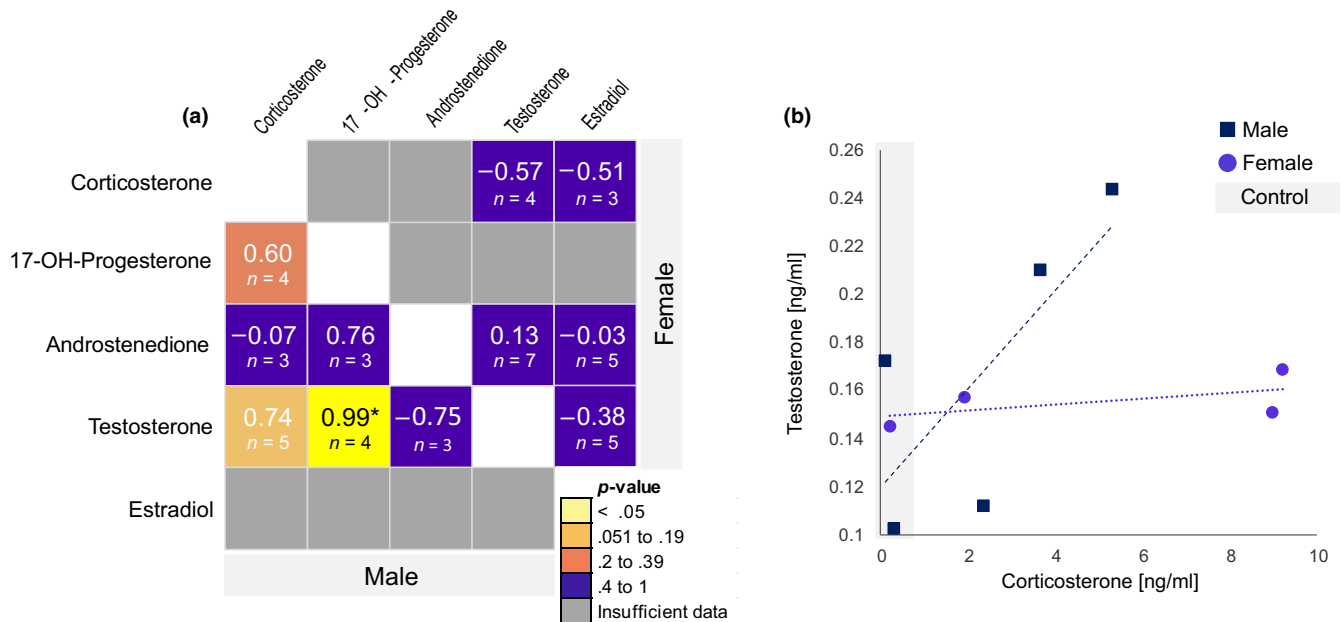 (a)
Corticosterone
17 -OH -Progesterone
Androstenedione
Testosterone
Estradiol
Corticosterone
−0.57
n = 4
−0.51
n = 3
17-OH-Progesterone
0.60
n = 4
Androstenedione
−0.07
n = 3
0.76
n = 3
0.13
n = 7
−0.03
n = 5
Testosterone
0.74
n = 5
0.99*
n = 4
−0.75
n = 3
−0.38
n = 5
Estradiol
Female
Male
p-value
< .05
.051 to .19
.2 to .39
.4 to 1
Insufficient data
(b)
Male
Female
Control
Testosterone [ng/ml]
0.26
0.24
0.22
0.2
0.18
0.16
0.14
0.12
0.1
0 2 4 6 8 10
Corticosterone [ng/ml]